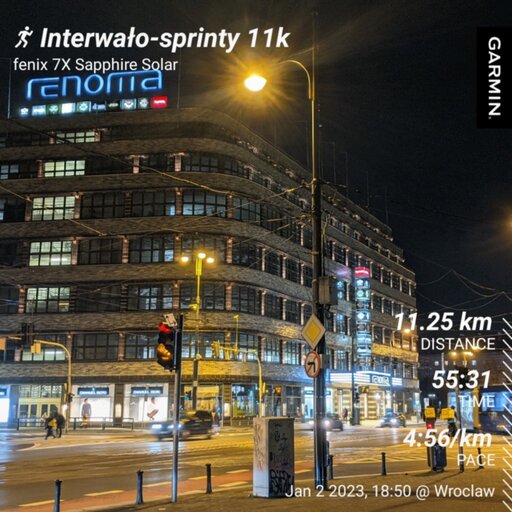 Interwało-sprinty 11k
fenix 7X Sapphire Solar
renoma
GARMIN.
11.25 km
DISTANCE
55:31
TIME
4:56/km
PACE
renoma
Jan 2 2023, 18:50 @ Wroclaw